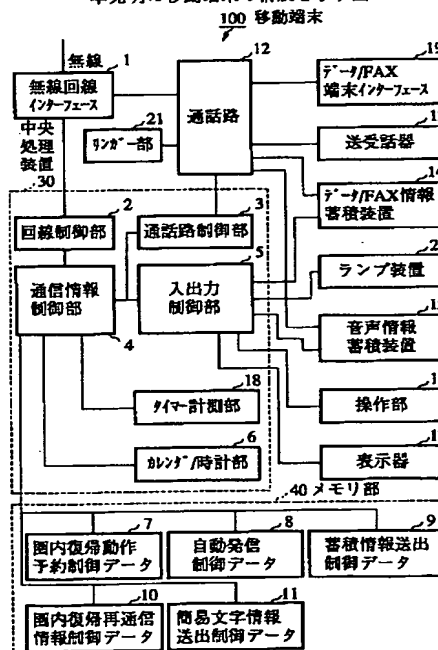 100 移動端末
無線
1
無線回線
インターフェース
12
通話路
データ/FAX
端末インターフェース
21
リンガー部
送受話器
中央
処理
装置
30
14
データ/FAX情報
蓄積装置
2
回線制御部
3
通話路制御部
ランプ装置
通信情報
制御部
4
5
入出力
制御部
音声情報
蓄積装置
18
タイマー計測部
操作部
6
カレンダ/時計部
表示器
40 メモリ部
7
圏内復帰動作
予約制御データ
8
自動発信
制御データ
9
蓄積情報送出
制御データ
10
圏内復帰再通信
情報制御データ
11
簡易文字情報
送出制御データ